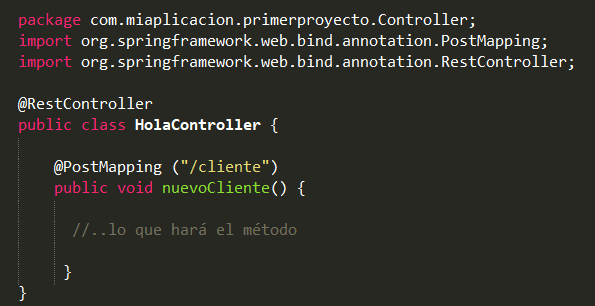 package com.miaplicacion.primerproyecto.Controller;
import org.springframework.web.bind.annotation.PostMapping;
import org.springframework.web.bind.annotation.RestController;
@RestController
public class HolaController {
@PostMapping ("/cliente")
public void nuevoCliente() {
//..lo que hará el método
}
}